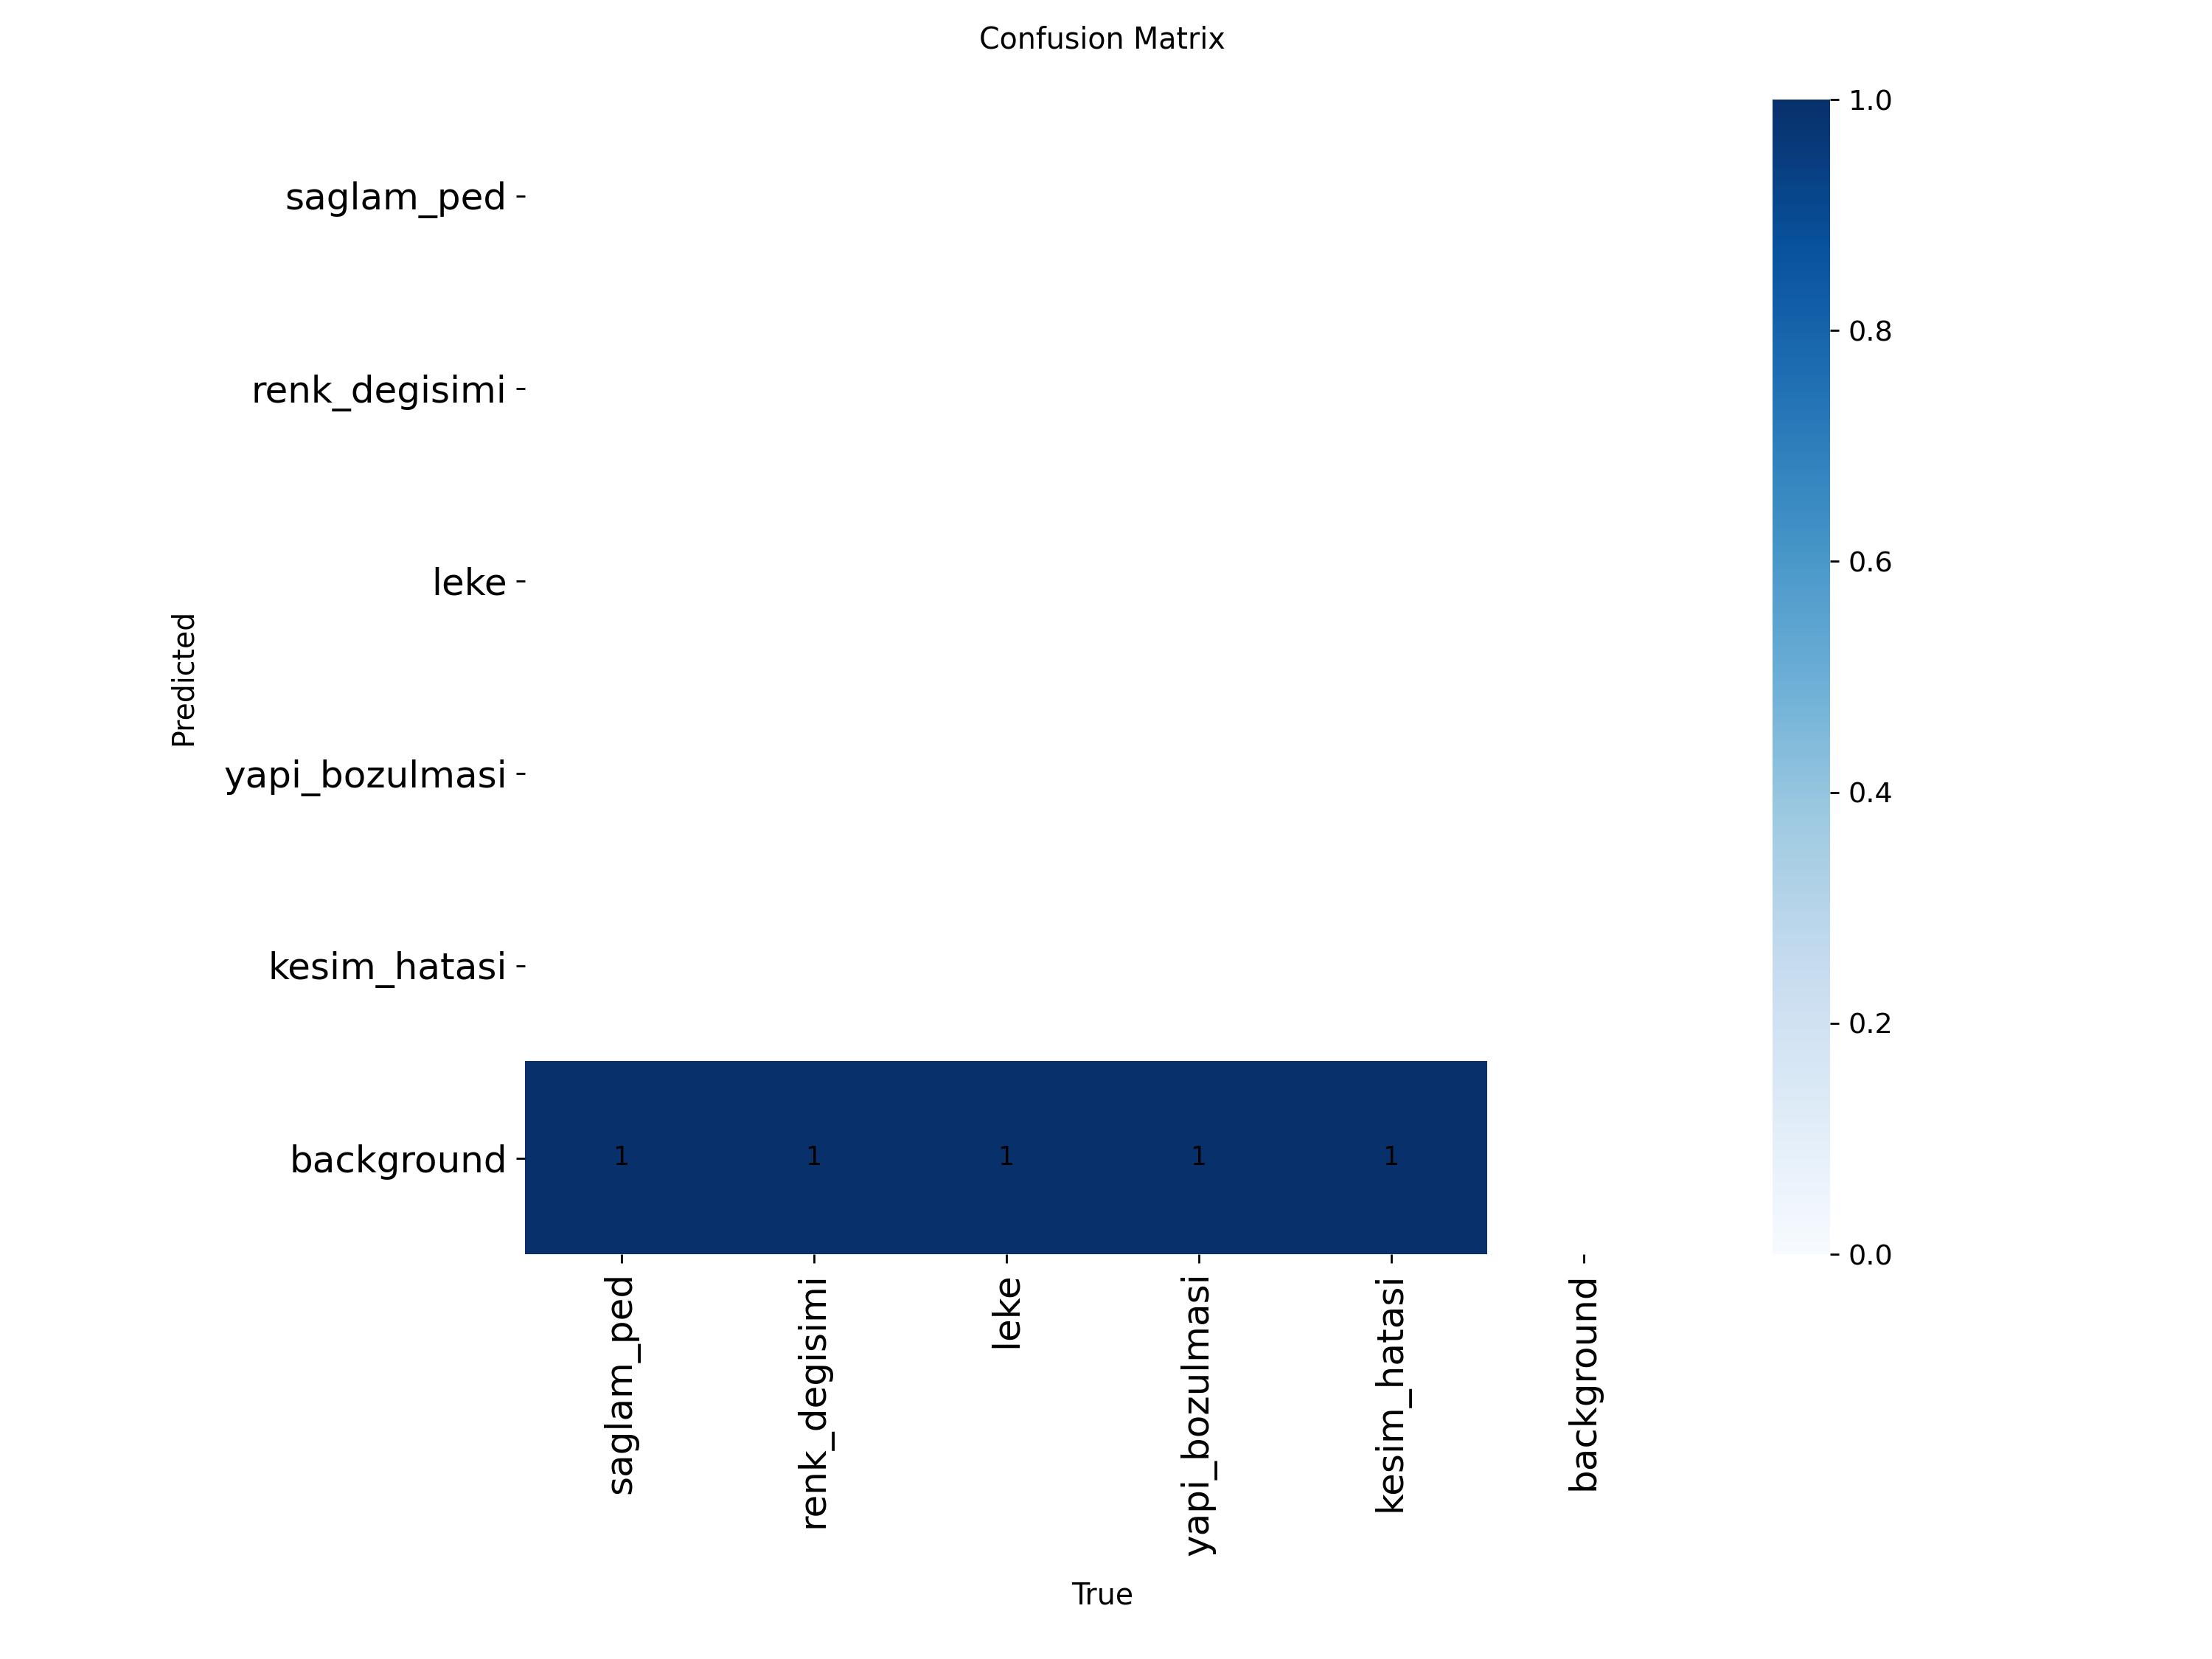 Confusion Matrix
saglam_ped
renk_degisimi
leke
yapi_bozulmasi
kesim_hatasi
background
Predicted
1 1 1 1 1
saglam_ped
renk_degisimi
leke
yapi_bozulmasi
kesim_hatasi
background
True
1.0
0.8
0.6
0.4
0.2
0.0